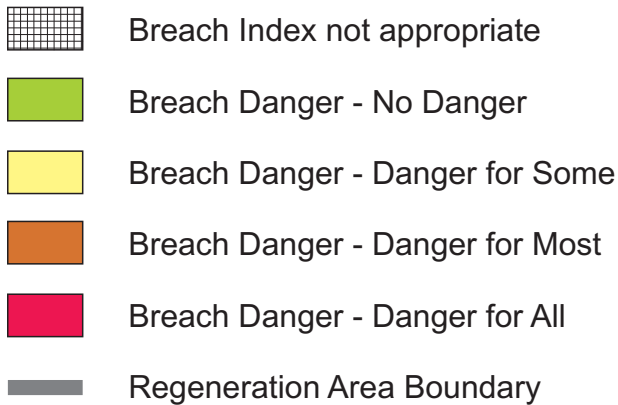 Breach Index not appropriate
Breach Danger - No Danger
Breach Danger - Danger for Some
Breach Danger - Danger for Most
Breach Danger - Danger for All
Regeneration Area Boundary